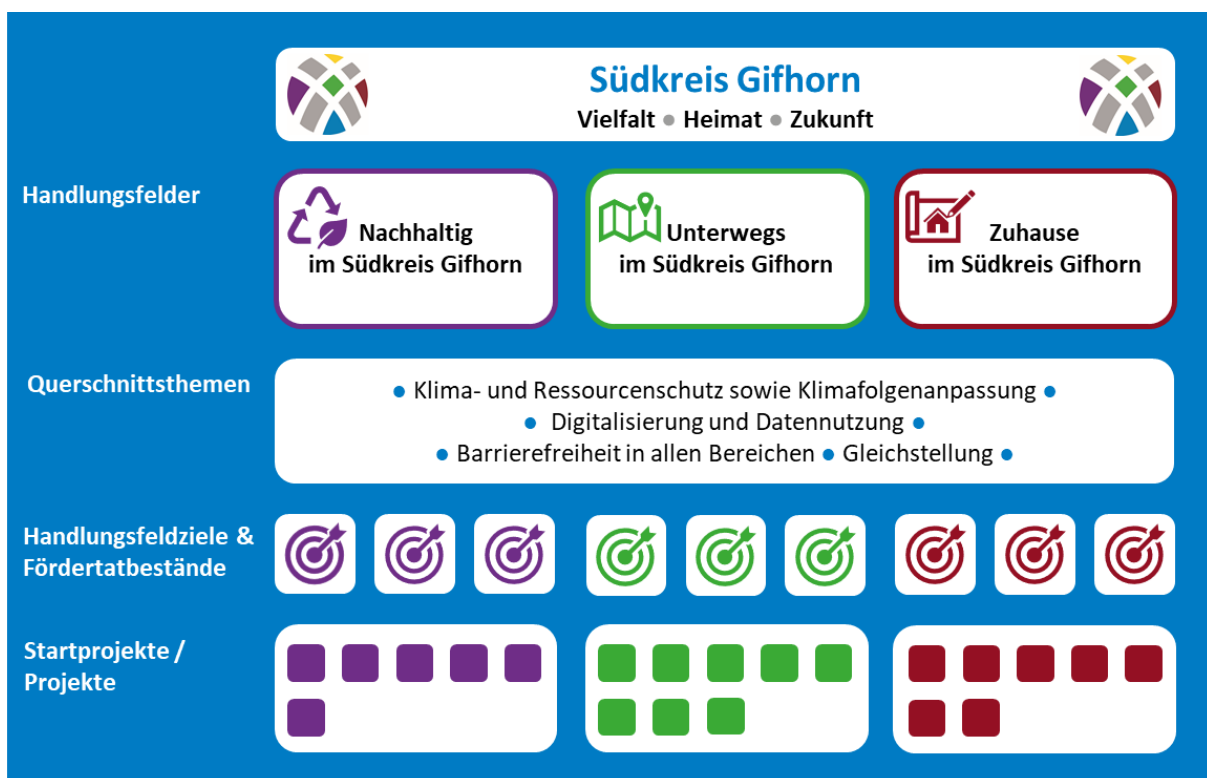 Südkreis Gifhorn
Vielfalt ● Heimat ● Zukunft
Handlungsfelder
Nachhaltig
im Südkreis Gifhorn
Unterwegs
im Südkreis Gifhorn
Zuhause
im Südkreis Gifhorn
Querschnittsthemen
● Klima- und Ressourcenschutz sowie Klimafolgenanpassung ●
● Digitalisierung und Datennutzung ●
● Barrierefreiheit in allen Bereichen ● Gleichstellung ●
Handlungsfeldziele &
Fördertatbestände
Startprojekte /
Projekte